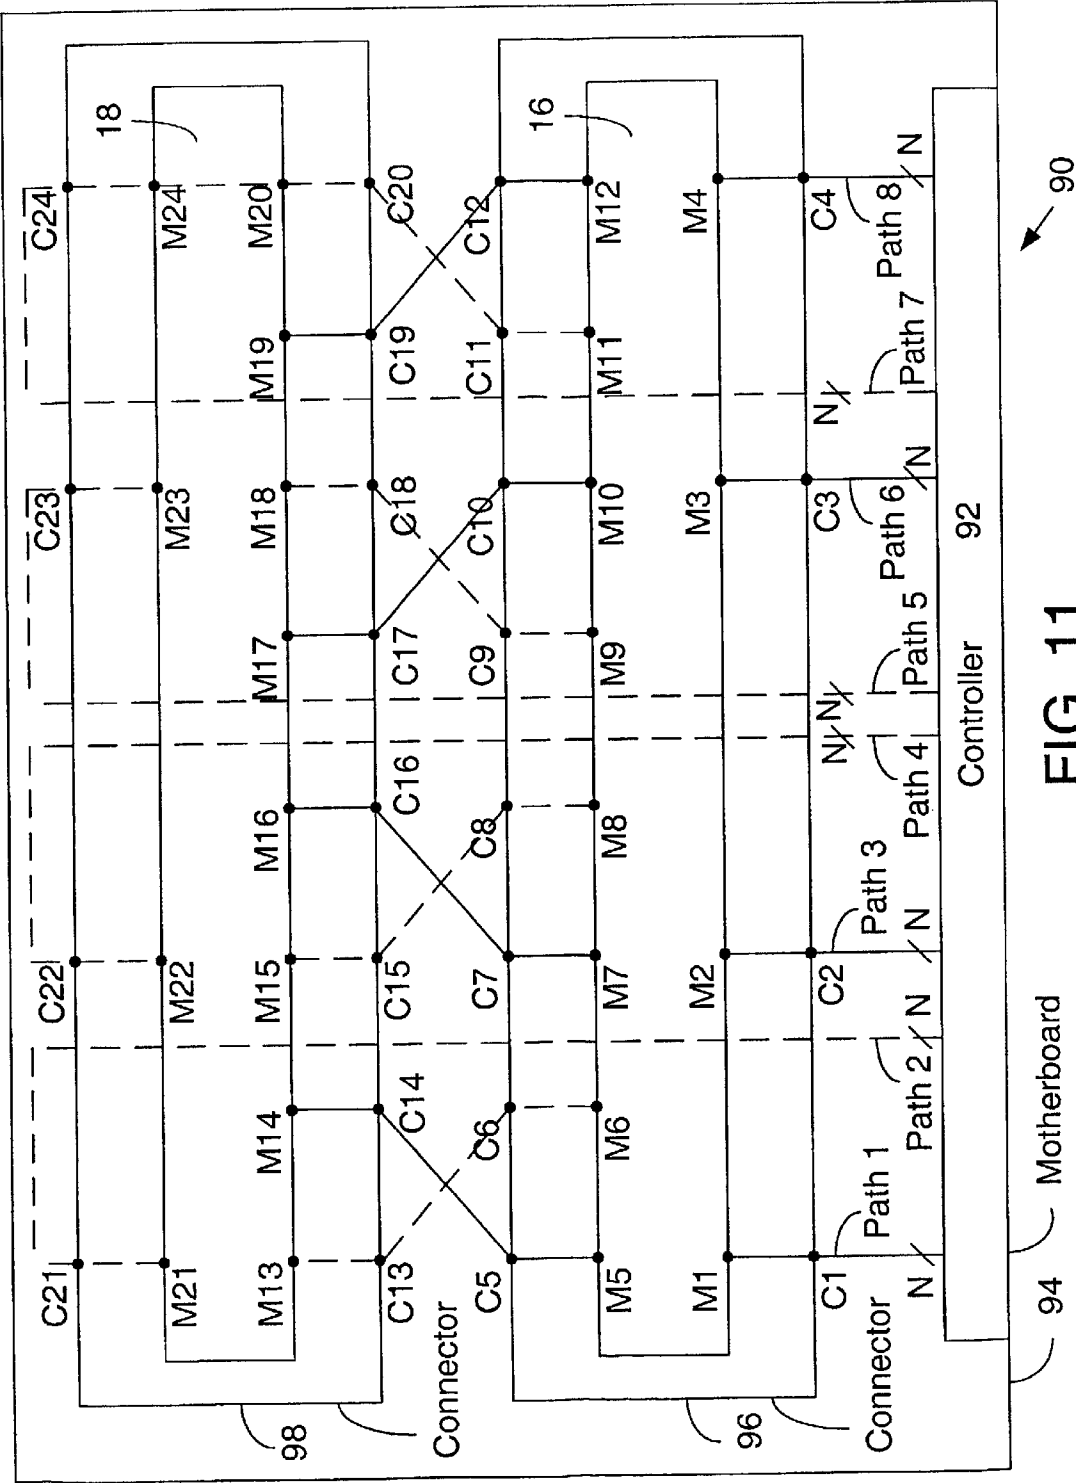 C21
C22
C23
C24
M21
M22
M23
M24
18
M13
M14
M15
M16
M17
M18
M19
M20
C13
C14
C15
C16
C17
C18
C19
C20
98
Connector
C5
C6
C7
C8
C9
C10
C11
C12
M5
M6
M7
M8
M9
M10
M11
M12
16
M1
M2
M3
M4
C1
C2
C3
C4
96
Connector
N
Path 1
Path 2
N
N
Path 3
Path 4
N
N
Path 5
Path 6
N
N
Path 7
Path 8
N
Controller
92
94
Motherboard
90
FIG. 11